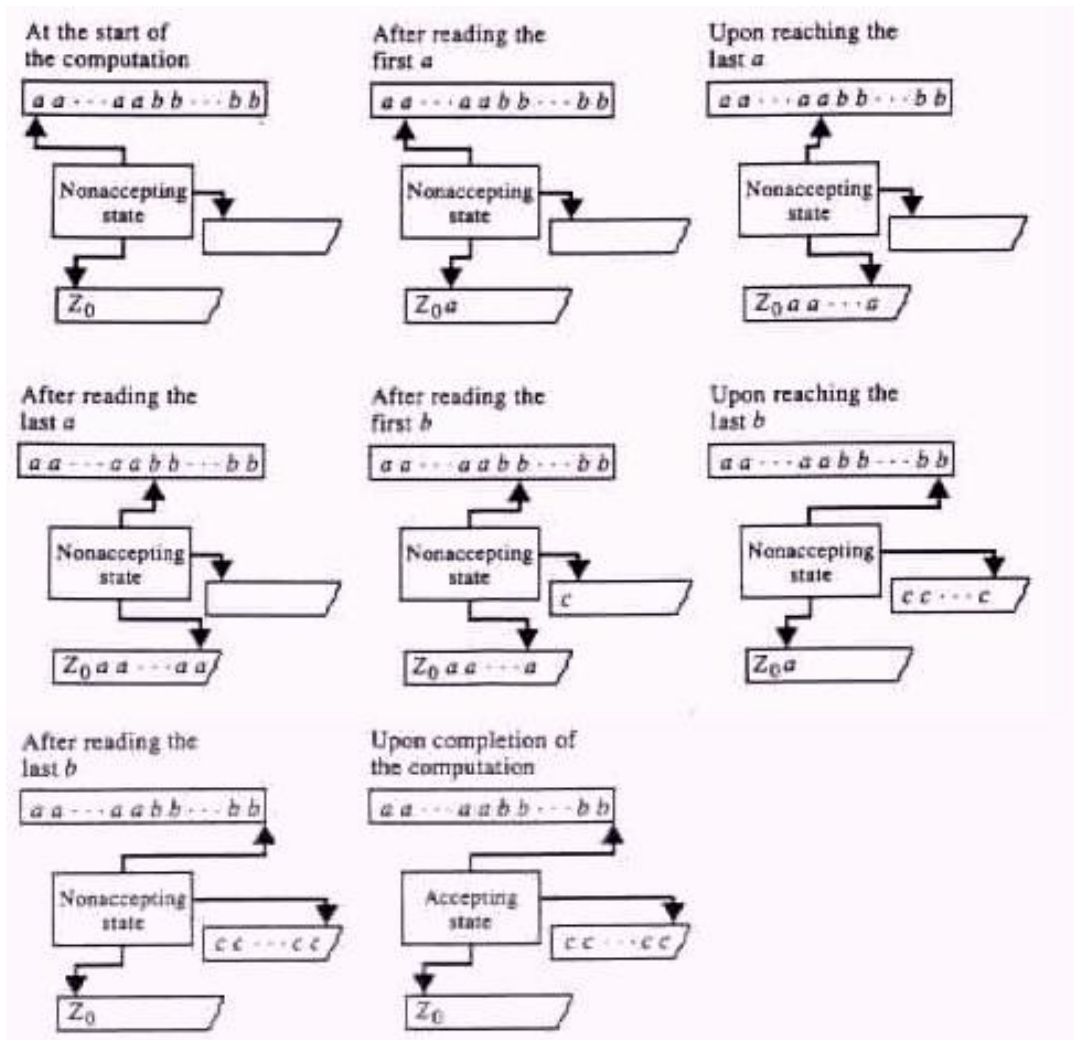 At the start of
the computation
a a · · · a a b b · · · b b
Nonaccepting
state
Z0
After reading the
first a
a a · · · a a b b · · · b b
Nonaccepting
state
Z0 a
Upon reaching the
last a
a a · · · a a b b · · · b b
Nonaccepting
state
Z0 a a · · · a
After reading the
last a
a a · · · a a b b · · · b b
Nonaccepting
state
Z0 a a · · · a a
After reading the
first b
a a · · · a a b b · · · b b
Nonaccepting
state
c
Z0 a a · · · a
Upon reaching the
last b
a a · · · a a b b · · · b b
Nonaccepting
state
c c · · · c
Z0 a
After reading the
last b
a a · · · a a b b · · · b b
Nonaccepting
state
c c · · · c c
Z0
Upon completion of
the computation
a a · · · a a b b · · · b b
Accepting
state
c c · · · c c
Z0